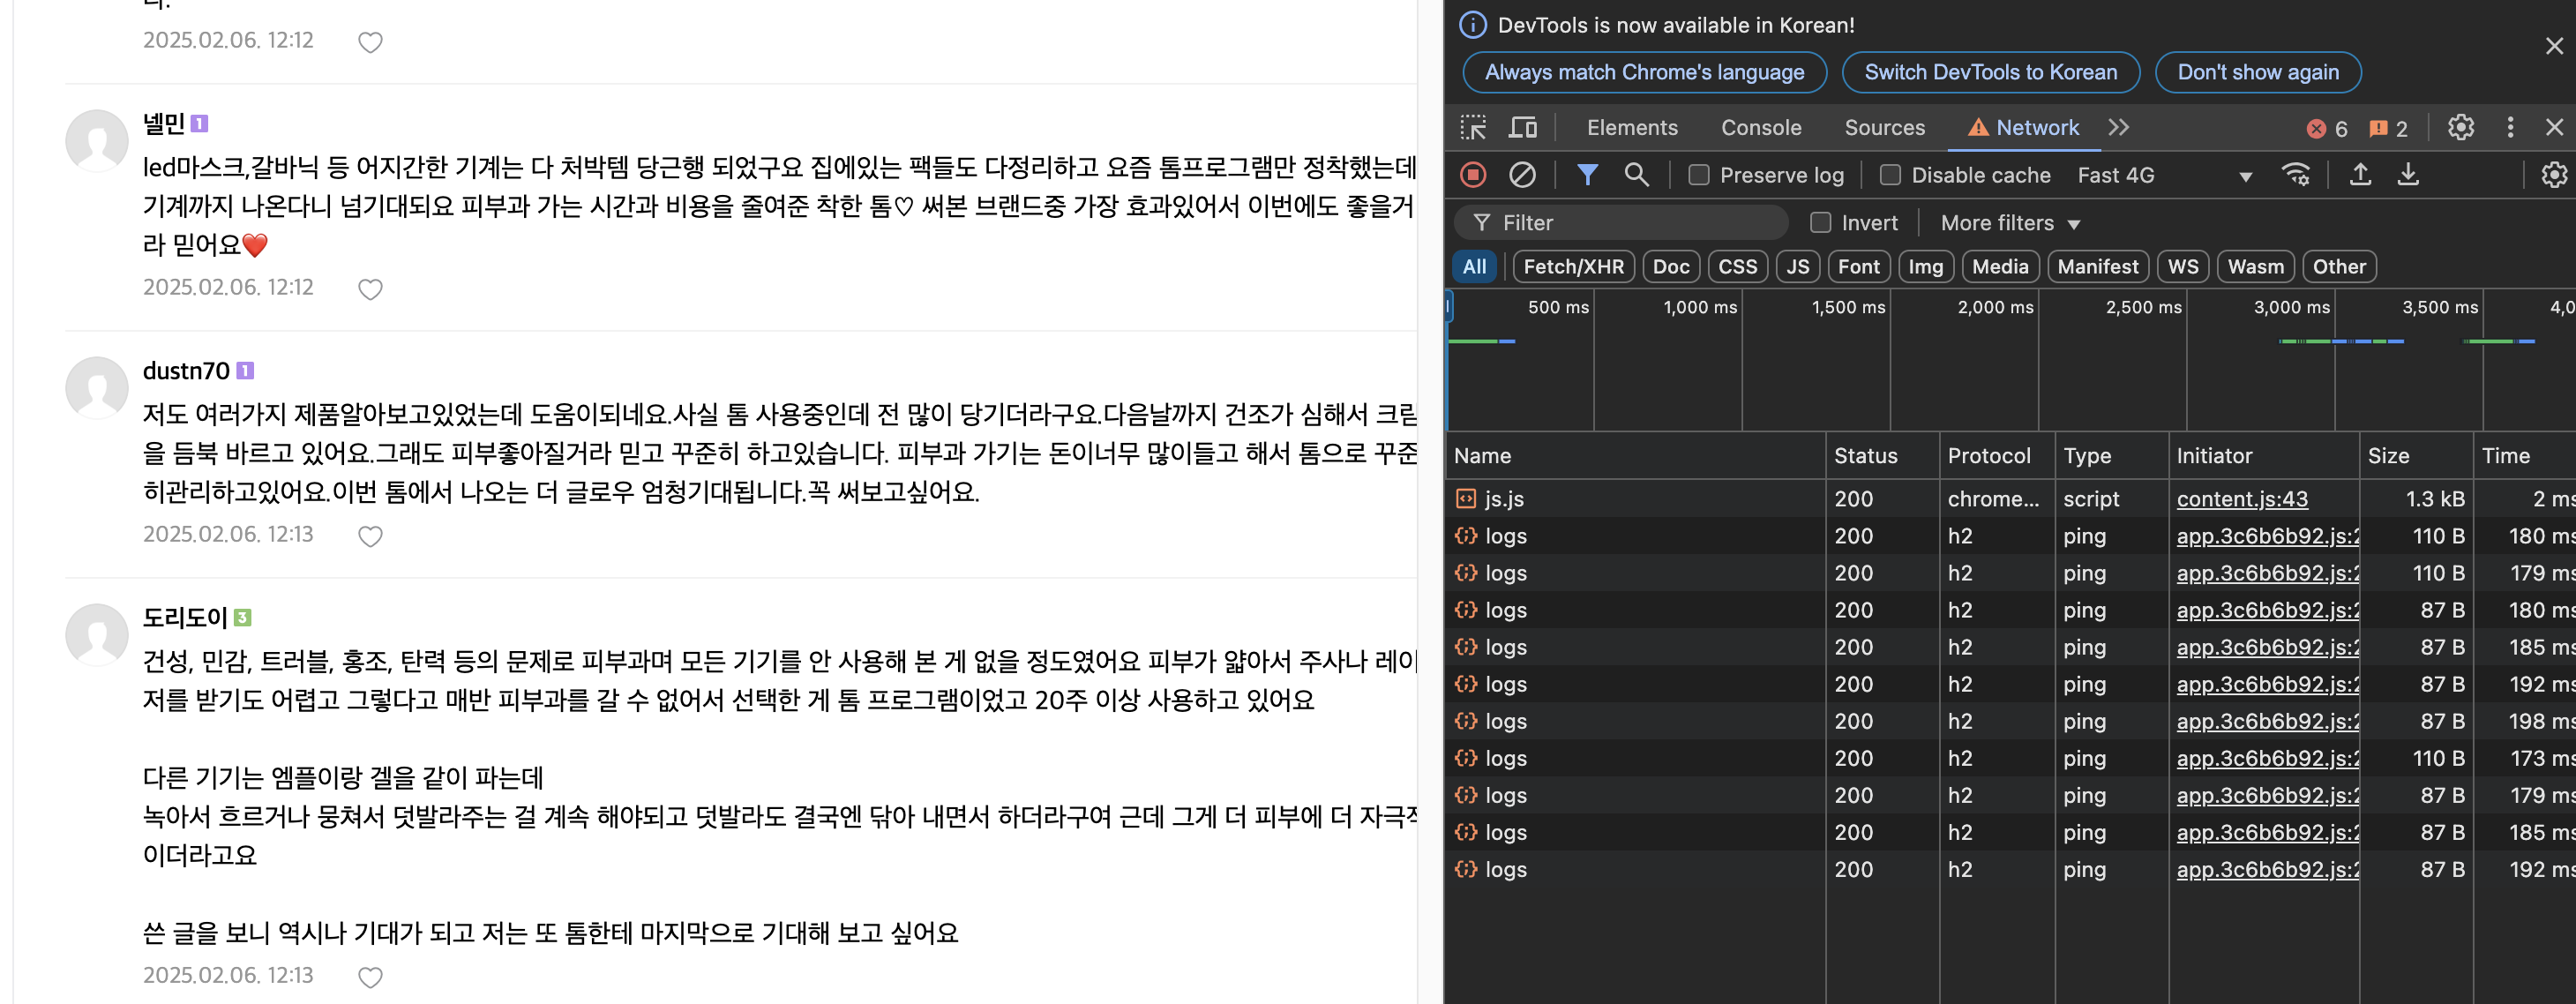 2025.02.06. 12:12
넬민 1
led마스크,갈바닉 등 어지간한 기계는 다 처박템 당근행 되었구요 집에있는 팩들도 다정리하고 요즘 톰프로그램만 정착했는데
기계까지 나온다니 넘기대되요 피부과 가는 시간과 비용을 줄여준 착한 톰♡ 써본 브랜드중 가장 효과있어서 이번에도 좋을거
라 믿어요❤️
2025.02.06. 12:12
dustn70 1
저도 여러가지 제품알아보고있었는데 도움이되네요.사실 톰 사용중인데 전 많이 당기더라구요.다음날까지 건조가 심해서 크림
을 듬북 바르고 있어요.그래도 피부좋아질거라 믿고 꾸준히 하고있습니다. 피부과 가기는 돈이너무 많이들고 해서 톰으로 꾸준
히관리하고있어요.이번 톰에서 나오는 더 글로우 엄청기대됩니다.꼭 써보고싶어요.
2025.02.06. 12:13
도리도이 3
건성, 민감, 트러블, 홍조, 탄력 등의 문제로 피부과며 모든 기기를 안 사용해 본 게 없을 정도였어요 피부가 얇아서 주사나 레이
저를 받기도 어렵고 그렇다고 매번 피부과를 갈 수 없어서 선택한 게 톰 프로그램이었고 20주 이상 사용하고 있어요
다른 기기는 엠플이랑 겔을 같이 파는데
녹아서 흐르거나 뭉쳐서 덧발라주는 걸 계속 해야되고 덧발라도 결국엔 닦아 내면서 하더라구여 근데 그게 더 피부에 더 자극적
이더라고요
쓴 글을 보니 역시나 기대가 되고 저는 또 톰한테 마지막으로 기대해 보고 싶어요
2025.02.06. 12:13
DevTools is now available in Korean!
Always match Chrome's language Switch DevTools to Korean Don't show again
Elements Console Sources Network 6 2
Preserve log Disable cache Fast 4G
Filter Invert More filters
All Fetch/XHR Doc CSS JS Font Img Media Manifest WS Wasm Other
500 ms 1,000 ms 1,500 ms 2,000 ms 2,500 ms 3,000 ms 3,500 ms 4,0
Name Status Protocol Type Initiator Size Time
js.js 200 chrome... script content.js:43 1.3 kB 2 ms
logs 200 h2 ping app.3c6b6b92.js:2 110 B 180 ms
logs 200 h2 ping app.3c6b6b92.js:2 110 B 179 ms
logs 200 h2 ping app.3c6b6b92.js:2 87 B 180 ms
logs 200 h2 ping app.3c6b6b92.js:2 87 B 185 ms
logs 200 h2 ping app.3c6b6b92.js:2 87 B 192 ms
logs 200 h2 ping app.3c6b6b92.js:2 87 B 198 ms
logs 200 h2 ping app.3c6b6b92.js:2 110 B 173 ms
logs 200 h2 ping app.3c6b6b92.js:2 87 B 179 ms
logs 200 h2 ping app.3c6b6b92.js:2 87 B 185 ms
logs 200 h2 ping app.3c6b6b92.js:2 87 B 192 ms